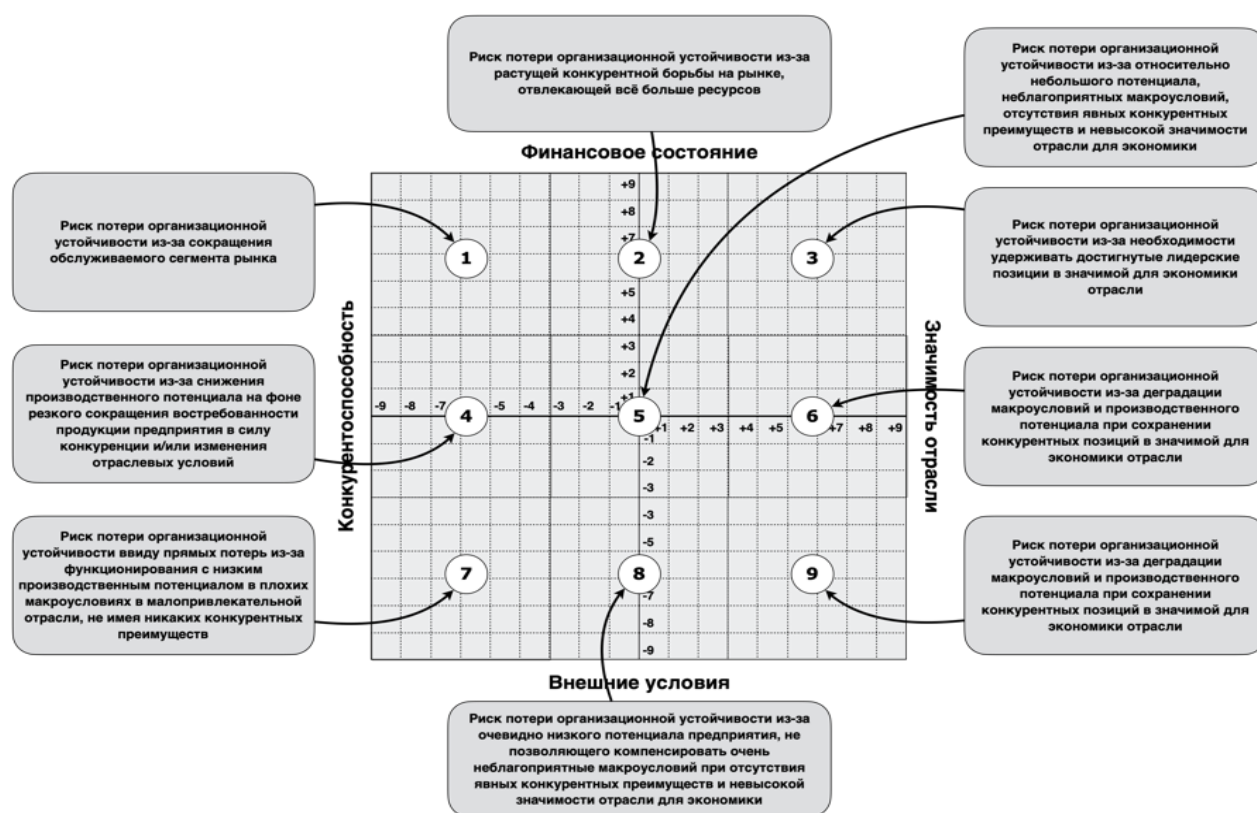 Риск потери организационной устойчивости из-за
растущей конкурентной борьбы на рынке,
отвлекающей всё больше ресурсов
Риск потери организационной
устойчивости из-за относительно
небольшого потенциала,
неблагоприятных макроусловий,
отсутствия явных конкурентных
преимуществ и невысокой значимости
отрасли для экономики
Финансовое состояние
Риск потери организационной
устойчивости из-за сокращения
обслуживаемого сегмента рынка
Риск потери организационной
устойчивости из-за необходимости
удерживать достигнутые лидерские
позиции в значимой для экономики
отрасли
+9
+8
+7
1
2
3
+5
+4
+3
+2
+1
Конкурентоспособность
Значимость отрасли
Риск потери организационной
устойчивости из-за снижения
производственного потенциала на фоне
резкого сокращения востребованности
продукции предприятия в силу
конкуренции и/или изменения
отраслевых условий
-9 -8 -7 -5 -4 -3 -2 -1
4
5
6
+1 +2 +3 +4 +5 +7 +8 +9
Риск потери организационной
устойчивости из-за деградации
макроусловий и производственного
потенциала при сохранении
конкурентных позиций в значимой для
экономики отрасли
-1
-2
-3
-3
-5
Риск потери организационной
устойчивости ввиду прямых потерь из-за
функционирования с низким
производственным потенциалом в плохих
макроусловиях в малопривлекательной
отрасли, не имея никаких конкурентных
преимуществ
7
8
9
-7
-8
-9
Риск потери организационной
устойчивости из-за деградации
макроусловий и производственного
потенциала при сохранении
конкурентных позиций в значимой для
экономики отрасли
Внешние условия
Риск потери организационной устойчивости из-за
очевидно низкого потенциала предприятия, не
позволяющего компенсировать очень
неблагоприятные макроусловий при отсутствия
явных конкурентных преимуществ и невысокой
значимости отрасли для экономики